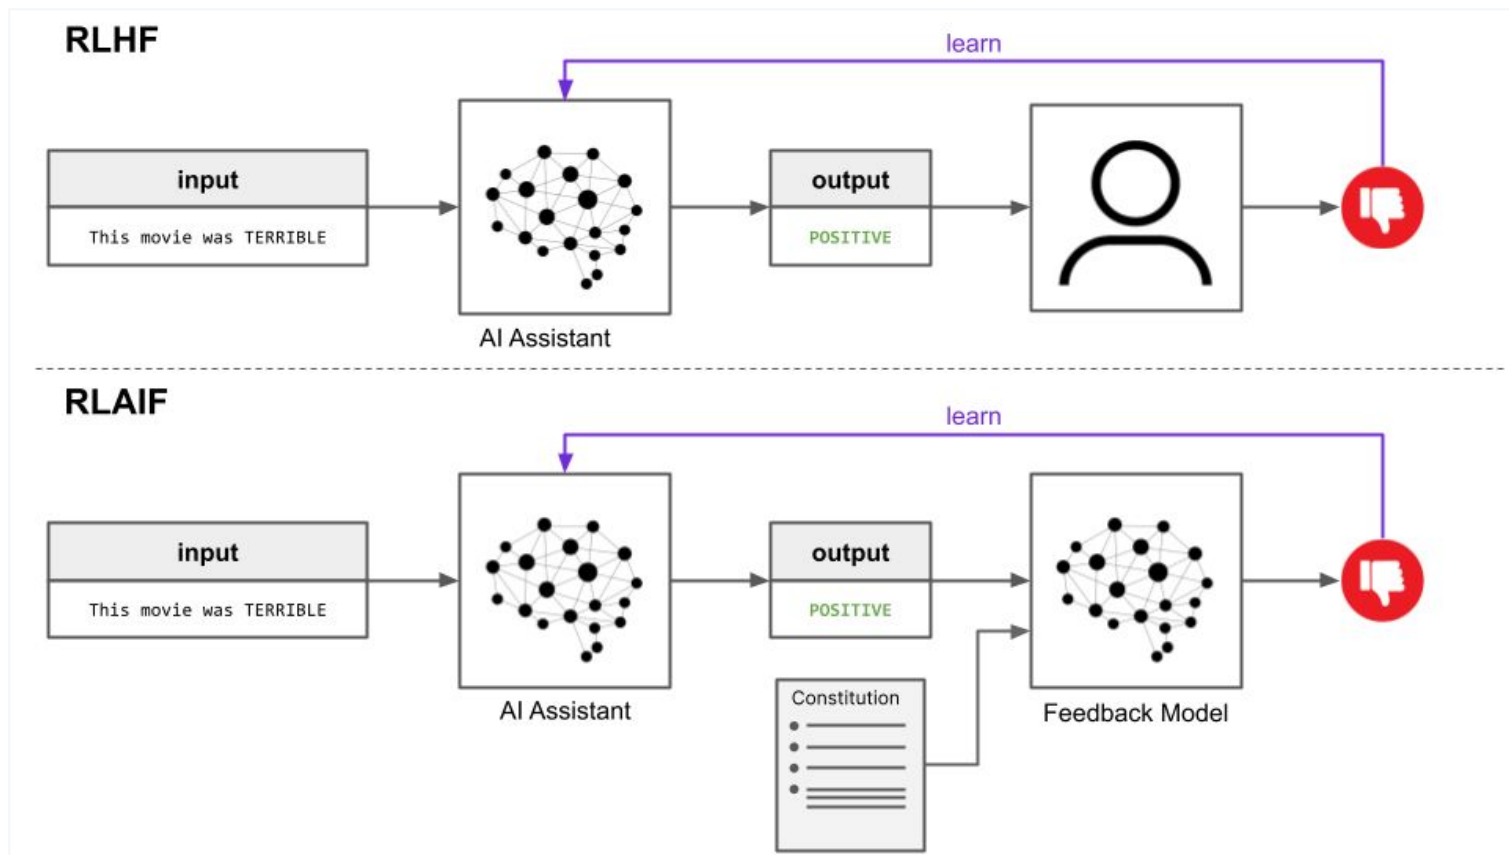 RLHF
learn
input
output
This movie was TERRIBLE
POSITIVE
AI Assistant
RLAIF
learn
input
output
This movie was TERRIBLE
POSITIVE
Constitution
AI Assistant
Feedback Model